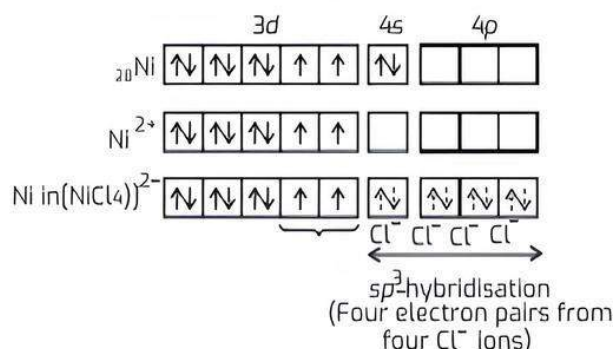 3d 4s 4p
₂₀Ni
Ni²⁺
Ni in(NiCl₄))²⁻
Cl⁻ Cl⁻ Cl⁻ Cl⁻
sp³-hybridisation
(Four electron pairs from
four Cl⁻ ions)